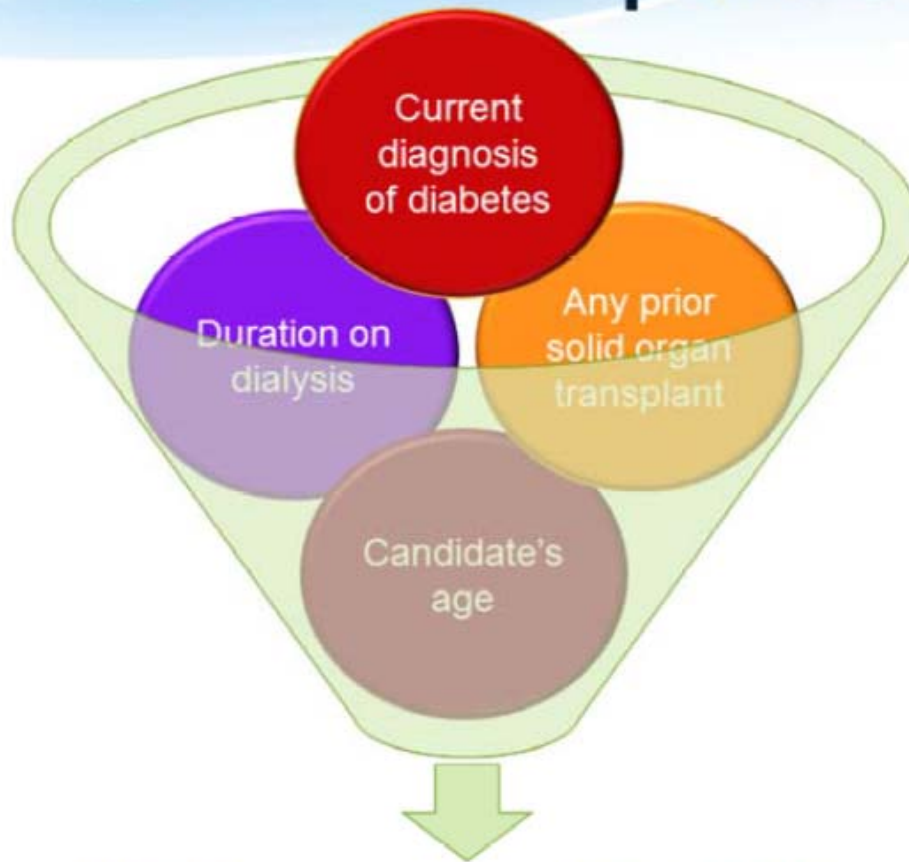 Current
diagnosis
of diabetes
Duration on
dialysis
Any prior
solid organ
transplant
Candidate's
age